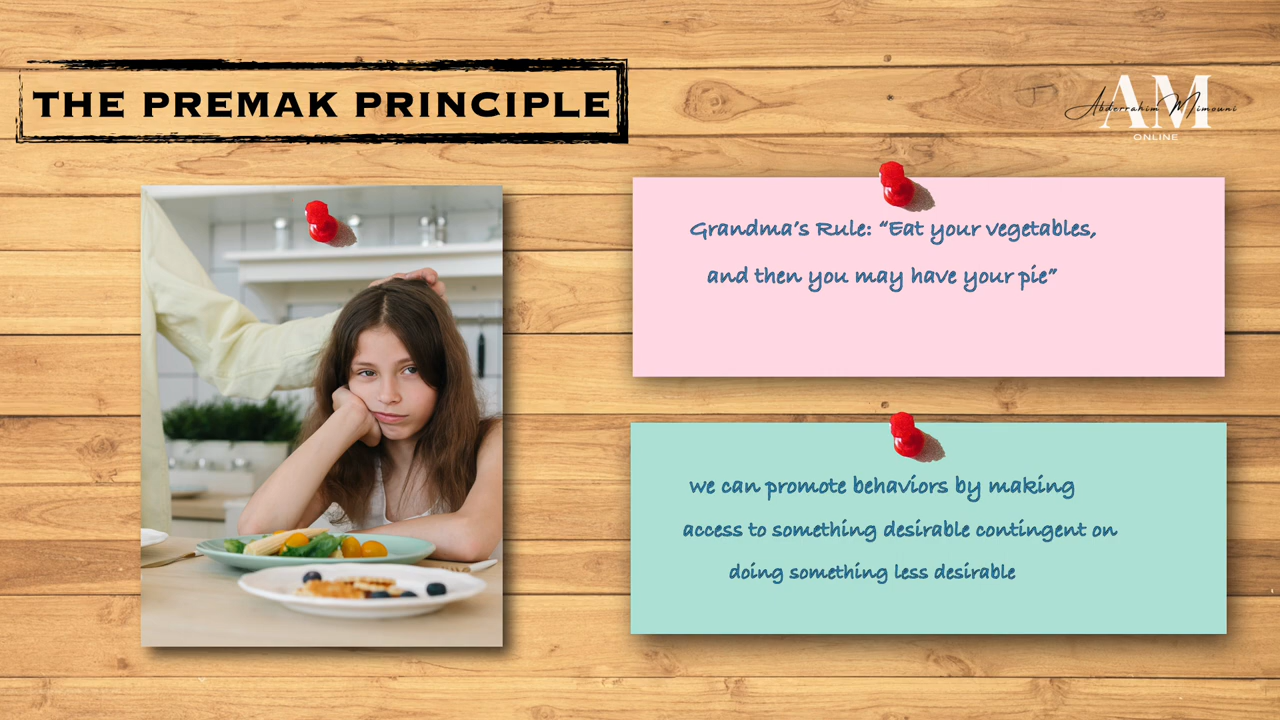 THE PREMAK PRINCIPLE
AM
Abderrahim Mimouni
ONLINE
Grandma's Rule: “Eat your vegetables,
and then you may have your pie”
we can promote behaviors by making
access to something desirable contingent on
doing something less desirable